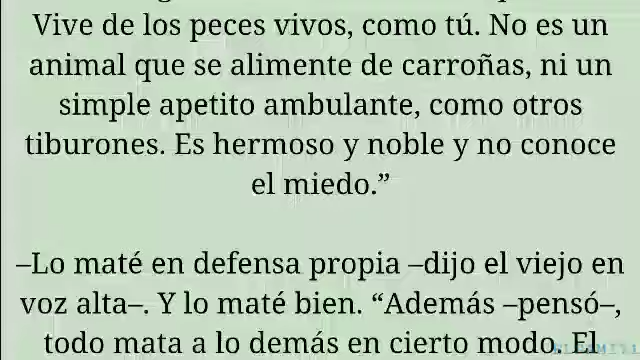 Vive de los peces vivos, como tú. No es un
animal que se alimente de carroñas, ni un
simple apetito ambulante, como otros
tiburones. Es hermoso y noble y no conoce
el miedo.”
–Lo maté en defensa propia –dijo el viejo en
voz alta–. Y lo maté bien. “Además –pensó–,
todo mata a lo demás en cierto modo. El